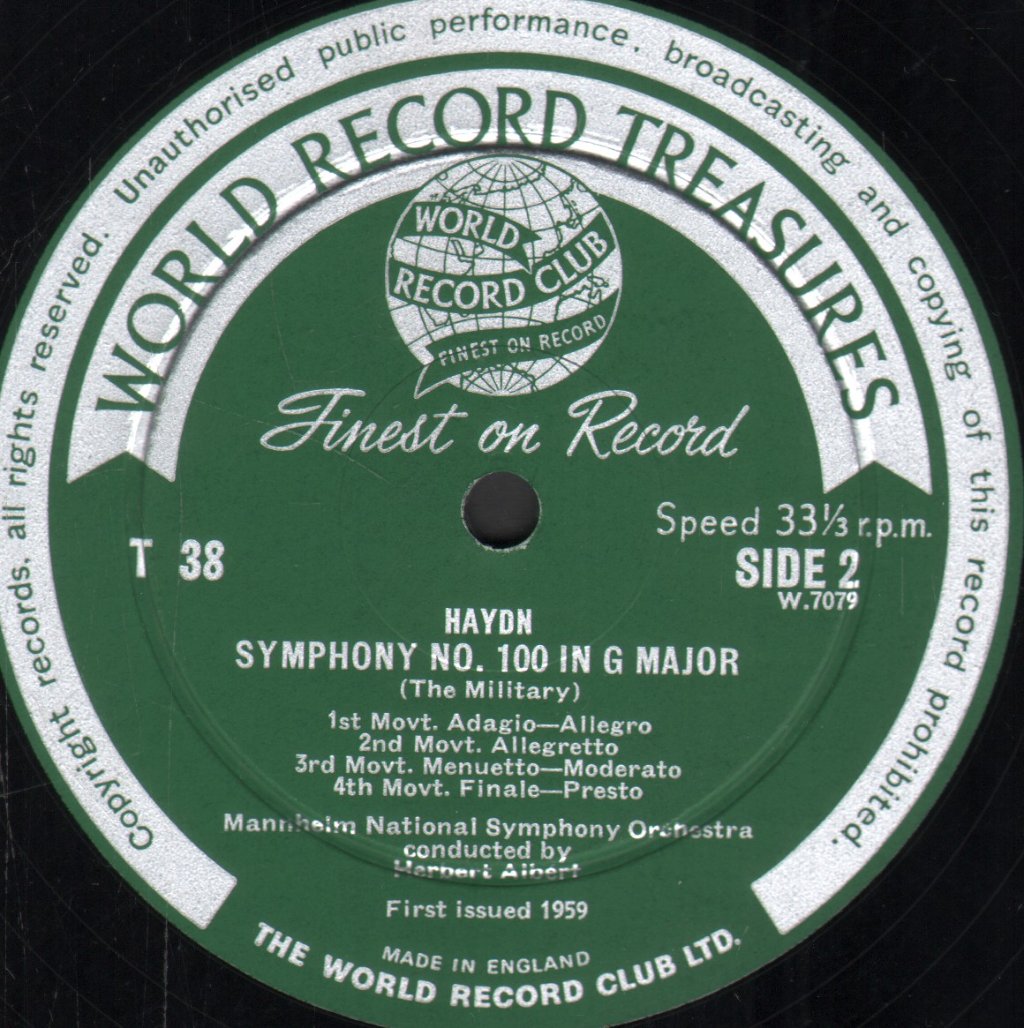 Copyright records. all rights reserved. Unauthorised public performance. broadcasting and copying of this record prohibited.
WORLD RECORD TREASURES
WORLD
RECORD CLUB
FINEST ON RECORD
Finest on Record
Speed 33⅓ r.p.m.
T 38
SIDE 2
W.7079
HAYDN
SYMPHONY NO. 100 IN G MAJOR
(The Military)
1st Movt. Adagio—Allegro
2nd Movt. Allegretto
3rd Movt. Menuetto—Moderato
4th Movt. Finale—Presto
Mannheim National Symphony Orchestra
conducted by
Herbert Albert
First issued 1959
MADE IN ENGLAND
THE WORLD RECORD CLUB LTD.